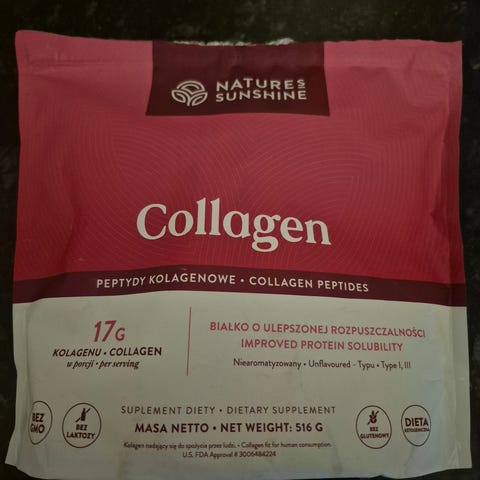 NATURE'S
SUNSHINE
Collagen
PEPTYDY KOLAGENOWE • COLLAGEN PEPTIDES
17G
KOLAGENU • COLLAGEN
w porcji • per serving
BIAŁKO O ULEPSZONEJ ROZPUSZCZALNOŚCI
IMPROVED PROTEIN SOLUBILITY
Niearomatyzowany • Unflavoured - Typu • Type I, III
BEZ
GMO
BEZ
LAKTOZY
SUPLEMENT DIETY • DIETARY SUPPLEMENT
MASA NETTO • NET WEIGHT: 516 G
Kolagen nadający się do spożycia przez ludzi. • Collagen fit for human consumption.
U.S. FDA Approval # 3006484224
BEZ
GLUTENOWY
DIETA
KETOGENICZNA